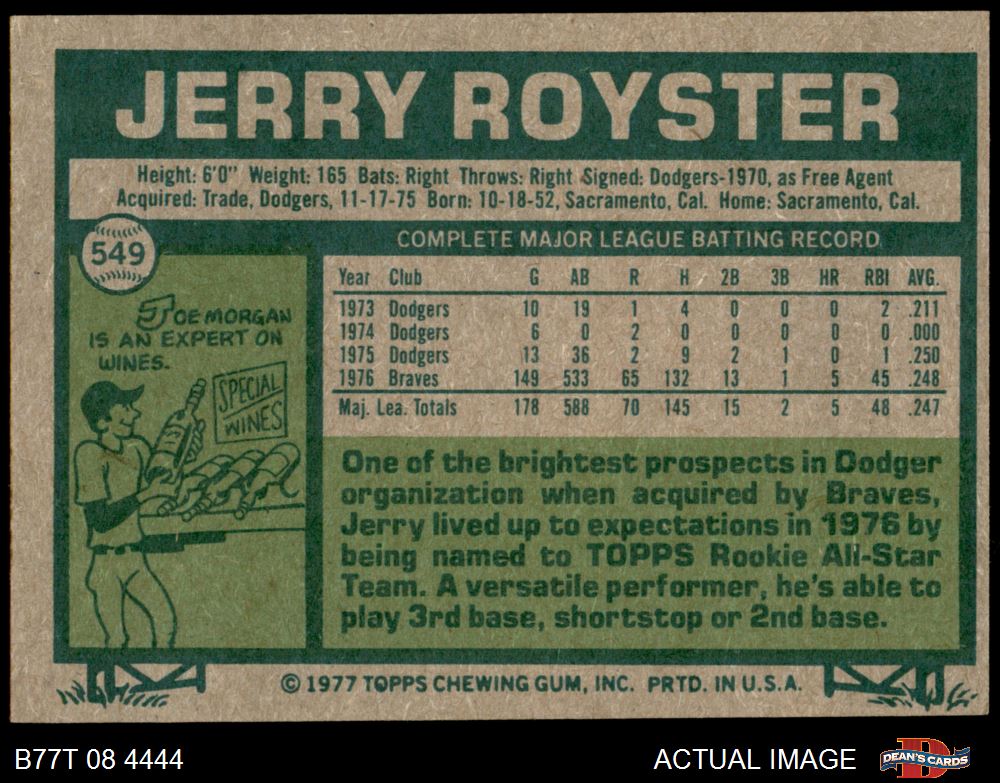 JERRY ROYSTER
Height: 6'0" Weight: 165 Bats: Right Throws: Right Signed: Dodgers-1970, as Free Agent
Acquired: Trade, Dodgers, 11-17-75 Born: 10-18-52, Sacramento, Cal. Home: Sacramento, Cal.
549
JOE MORGAN
IS AN EXPERT ON
WINES.
SPECIAL
WINES
COMPLETE MAJOR LEAGUE BATTING RECORD
Year Club G AB R H 2B 3B HR RBI AVG.
1973 Dodgers 10 19 1 4 0 0 0 2 .211
1974 Dodgers 6 0 2 0 0 0 0 0 .000
1975 Dodgers 13 36 2 9 2 1 0 1 .250
1976 Braves 149 533 65 132 13 1 5 45 .248
Maj. Lea. Totals 178 588 70 145 15 2 5 48 .247
One of the brightest prospects in Dodger
organization when acquired by Braves,
Jerry lived up to expectations in 1976 by
being named to TOPPS Rookie All-Star
Team. A versatile performer, he's able to
play 3rd base, shortstop or 2nd base.
© 1977 TOPPS CHEWING GUM, INC. PRTD. IN U.S.A.
B77T 08 4444
ACTUAL IMAGE
DEAN'S CARDS